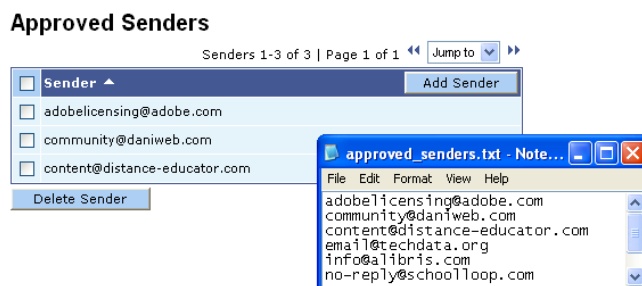 Approved Senders
Senders 1-3 of 3 | Page 1 of 1 Jump to
Sender Add Sender
adobelicensing@adobe.com
community@daniweb.com
content@distance-educator.com
Delete Sender
approved_senders.txt - Note...
File Edit Format View Help
adobelicensing@adobe.com
community@daniweb.com
content@distance-educator.com
email@techdata.org
info@alibris.com
no-reply@schoolloop.com